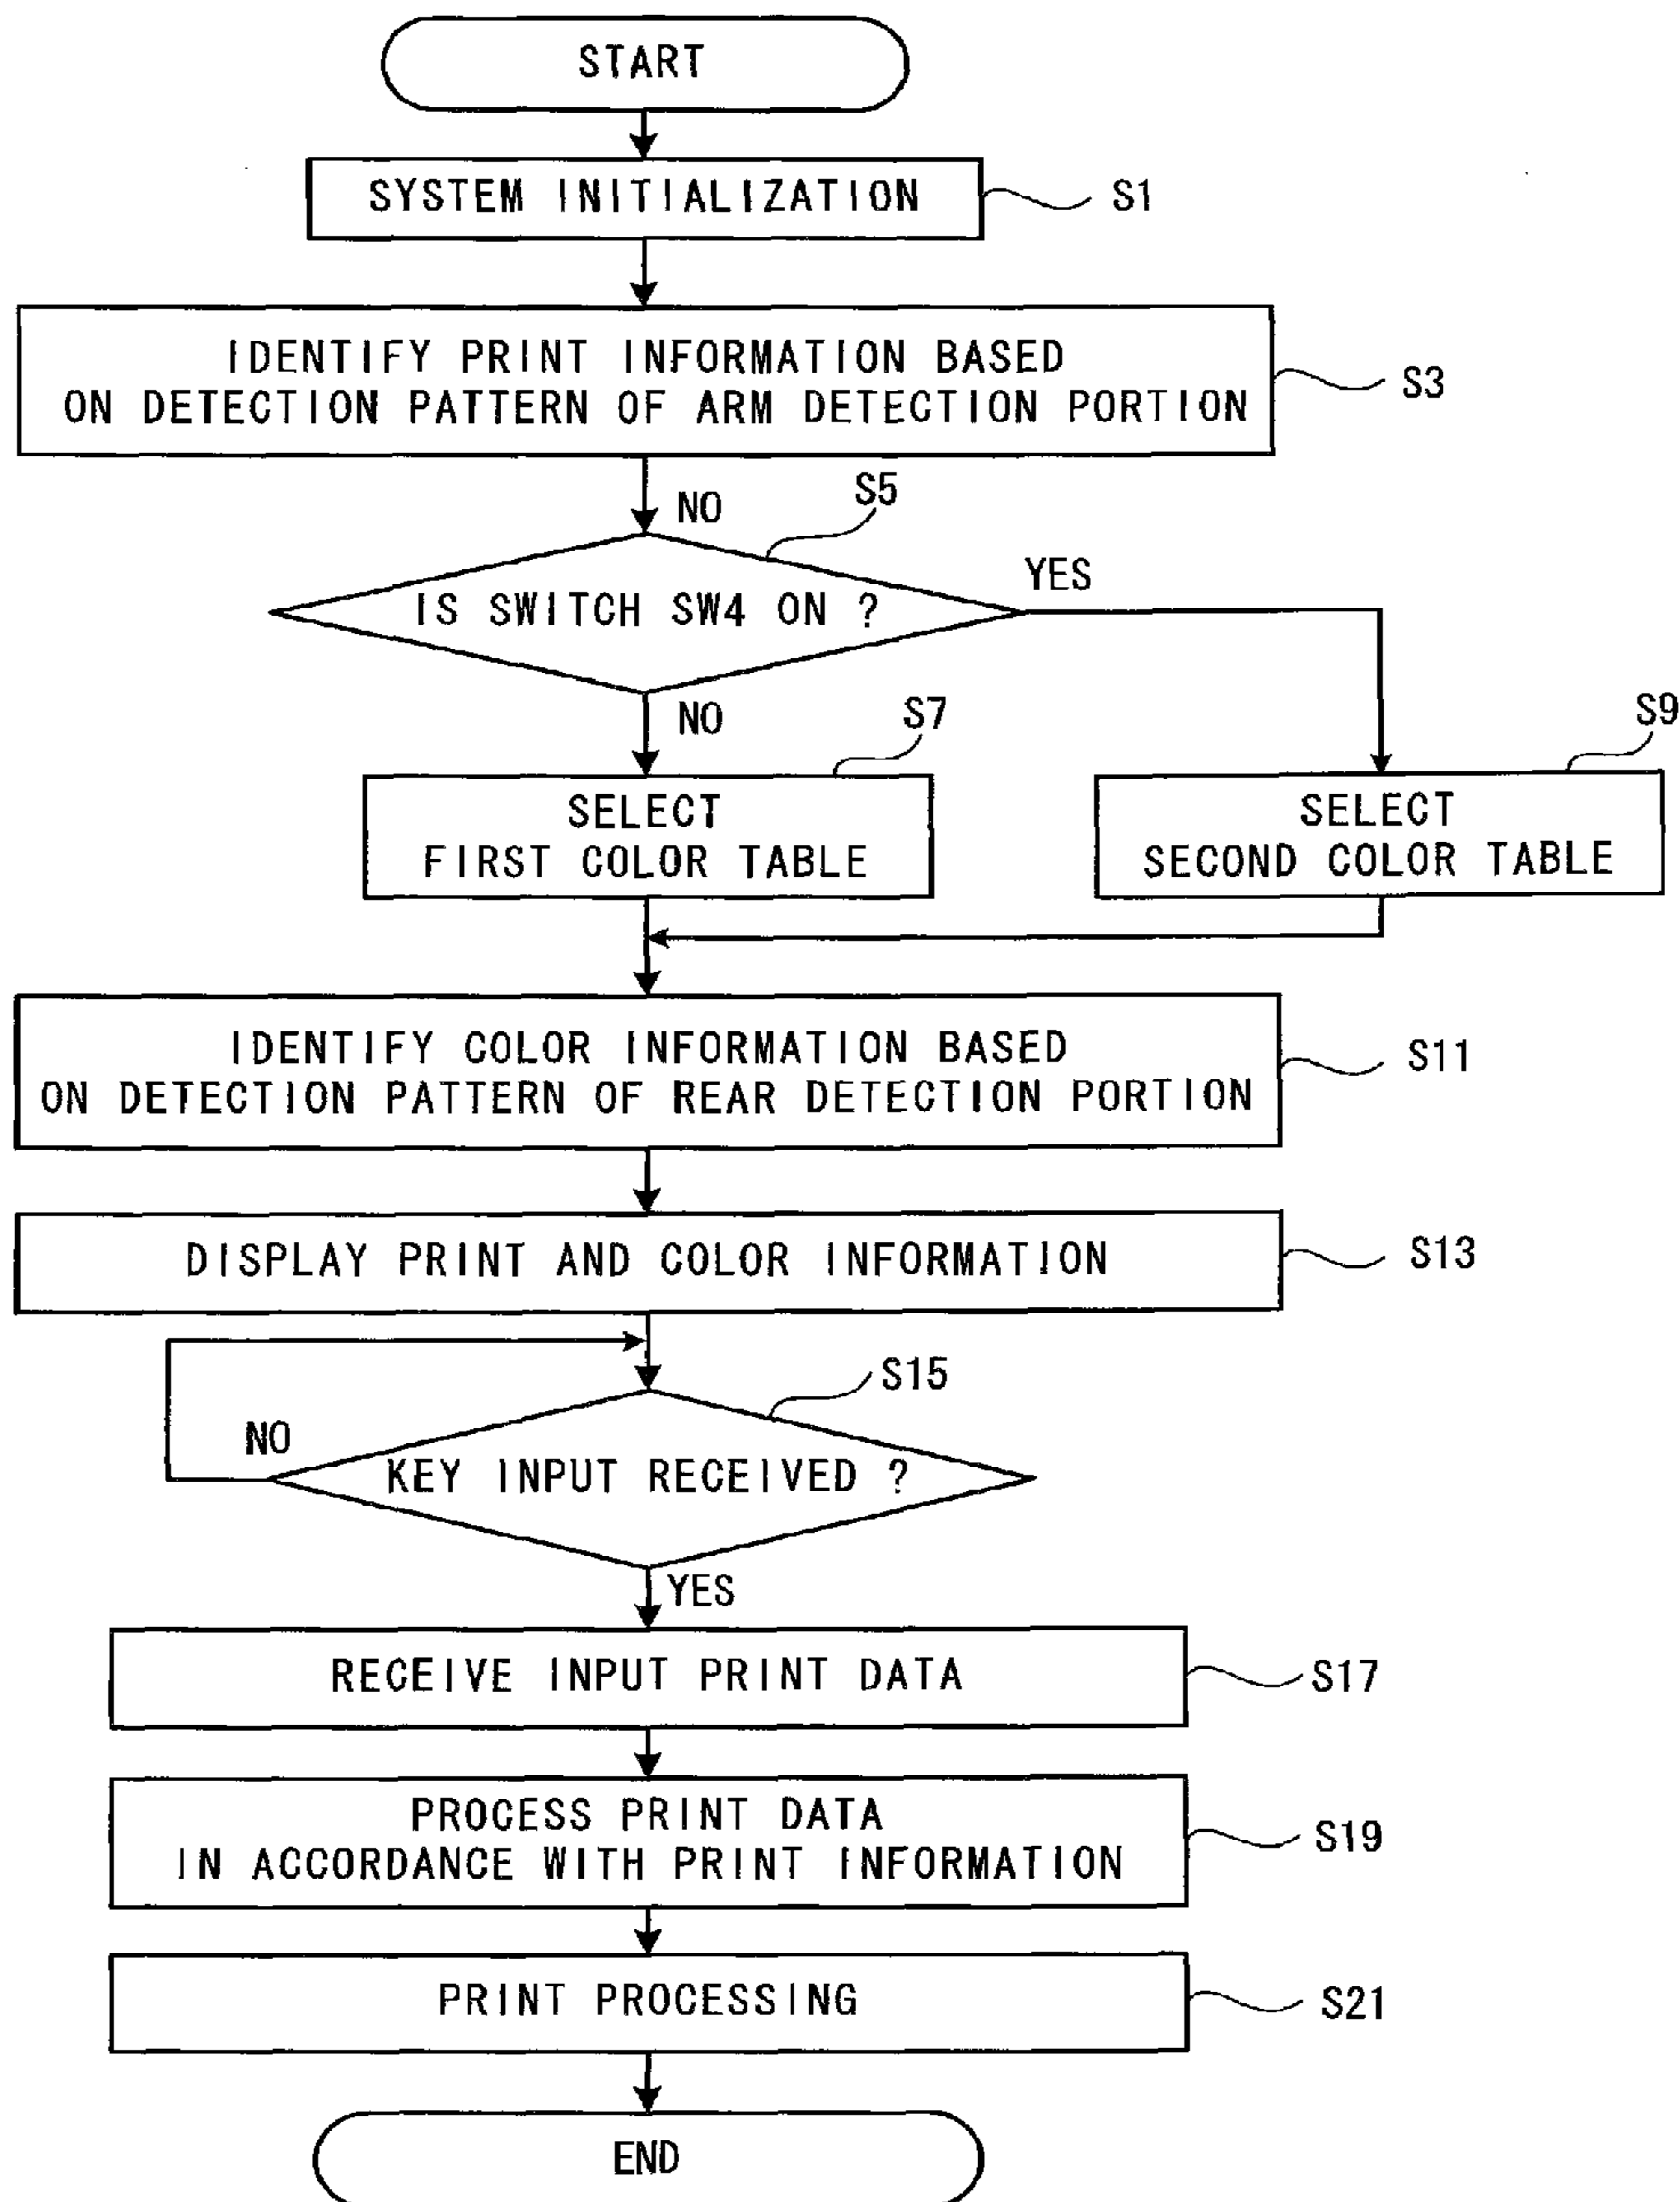 START
SYSTEM INITIALIZATION
S1
IDENTIFY PRINT INFORMATION BASED
ON DETECTION PATTERN OF ARM DETECTION PORTION
S3
NO
S5
IS SWITCH SW4 ON ?
YES
NO
S7
S9
SELECT
FIRST COLOR TABLE
SELECT
SECOND COLOR TABLE
IDENTIFY COLOR INFORMATION BASED
ON DETECTION PATTERN OF REAR DETECTION PORTION
S11
DISPLAY PRINT AND COLOR INFORMATION
S13
S15
NO
KEY INPUT RECEIVED ?
YES
RECEIVE INPUT PRINT DATA
S17
PROCESS PRINT DATA
IN ACCORDANCE WITH PRINT INFORMATION
S19
PRINT PROCESSING
S21
END